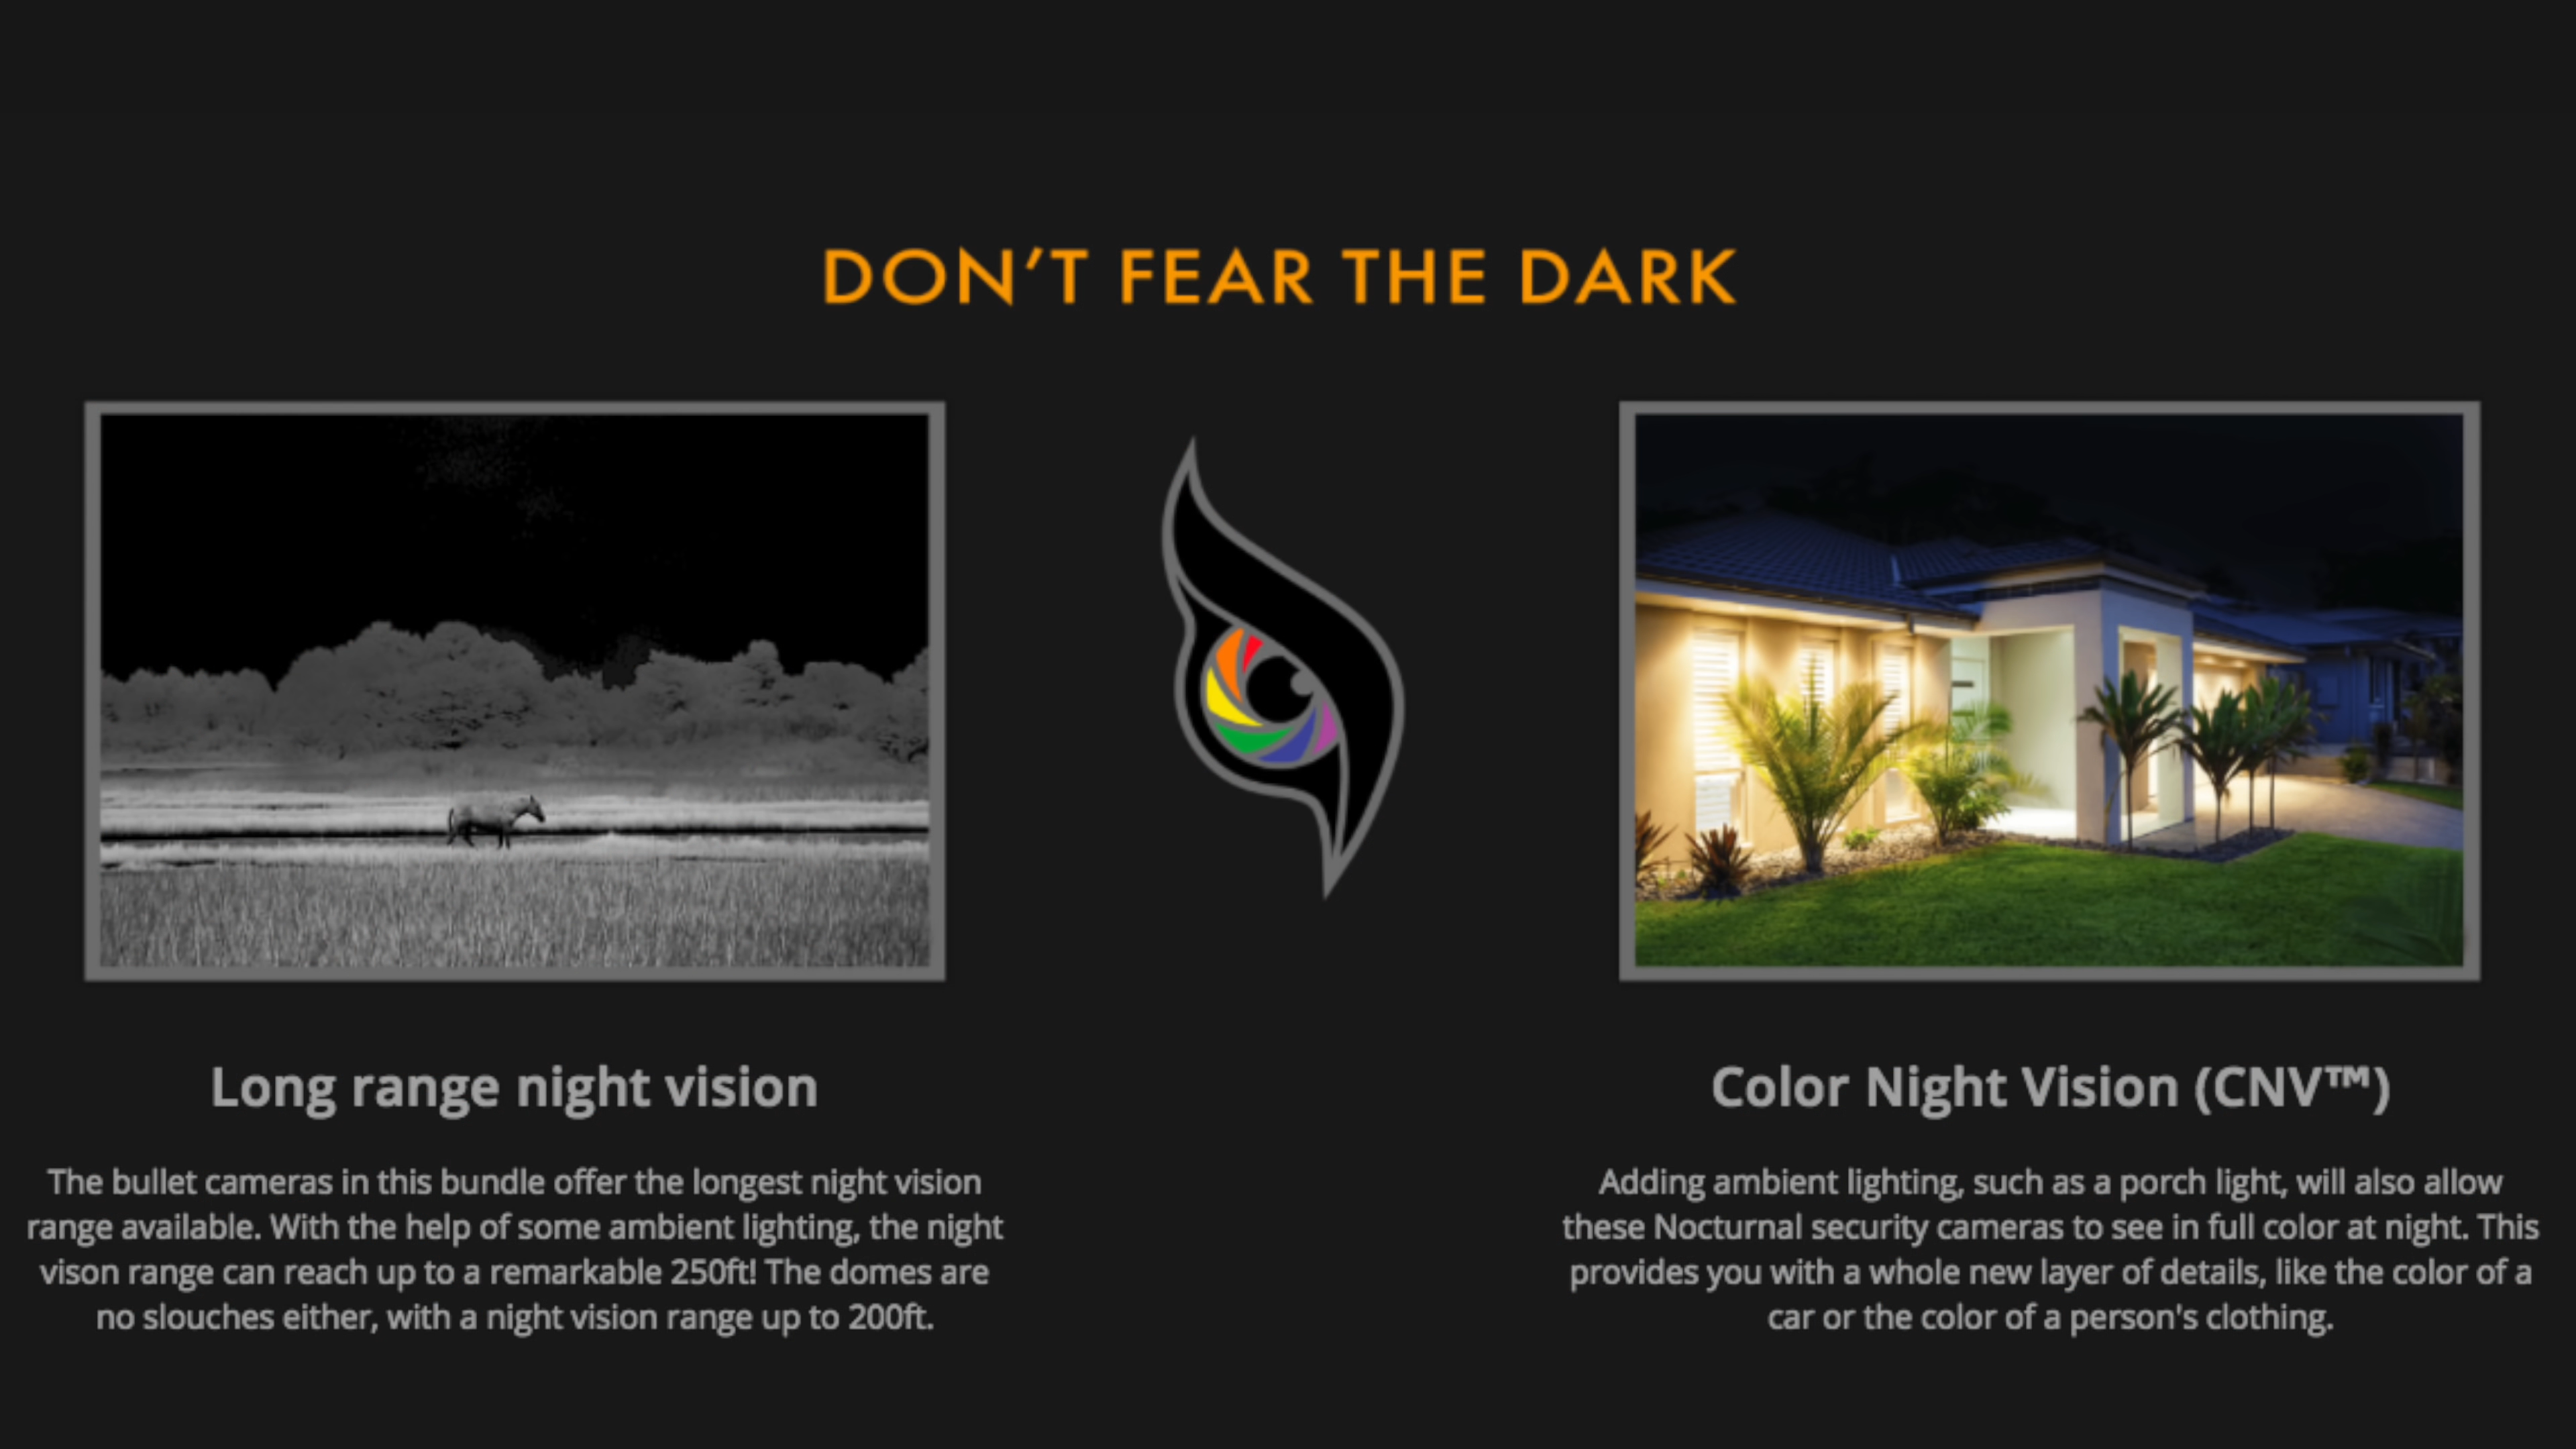 DON’T FEAR THE DARK
Long range night vision
The bullet cameras in this bundle offer the longest night vision
range available. With the help of some ambient lighting, the night
vison range can reach up to a remarkable 250ft! The domes are
no slouches either, with a night vision range up to 200ft.
Color Night Vision (CNV™)
Adding ambient lighting, such as a porch light, will also allow
these Nocturnal security cameras to see in full color at night. This
provides you with a whole new layer of details, like the color of a
car or the color of a person's clothing.